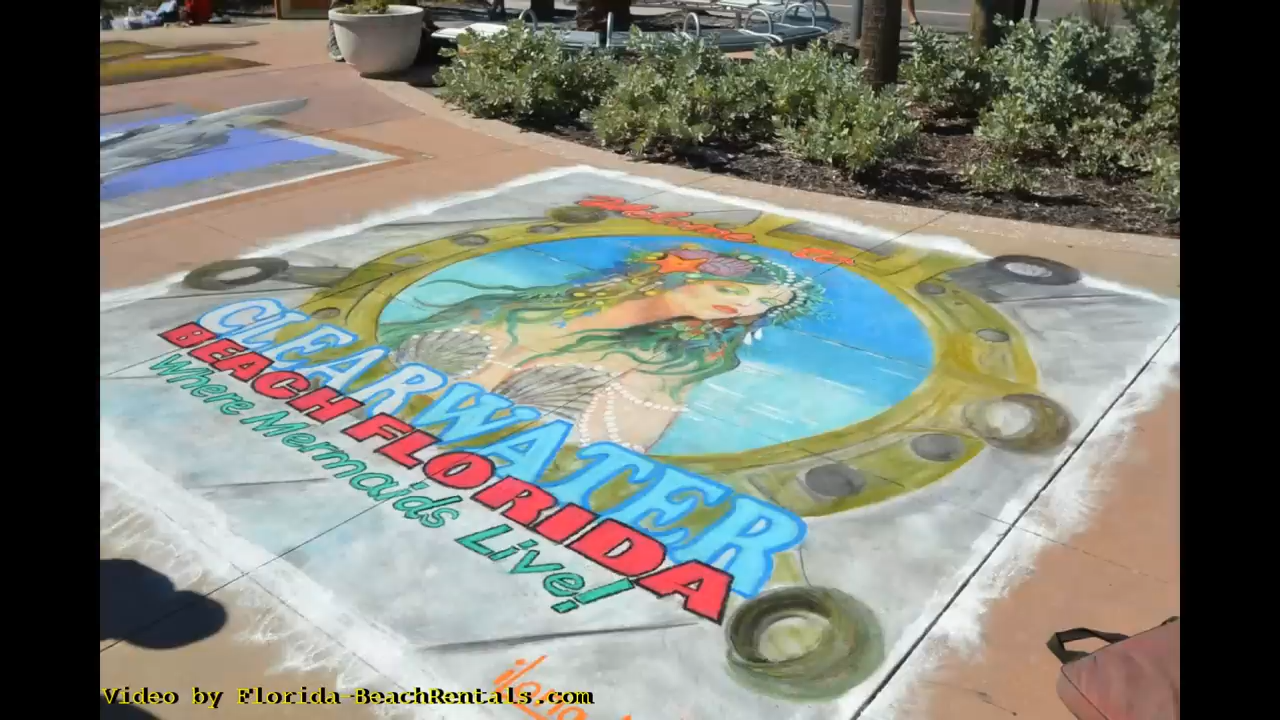 Welcome to
CLEARWATER
BEACH FLORIDA
Where Mermaids Live!
Video by Florida-BeachRentals.com